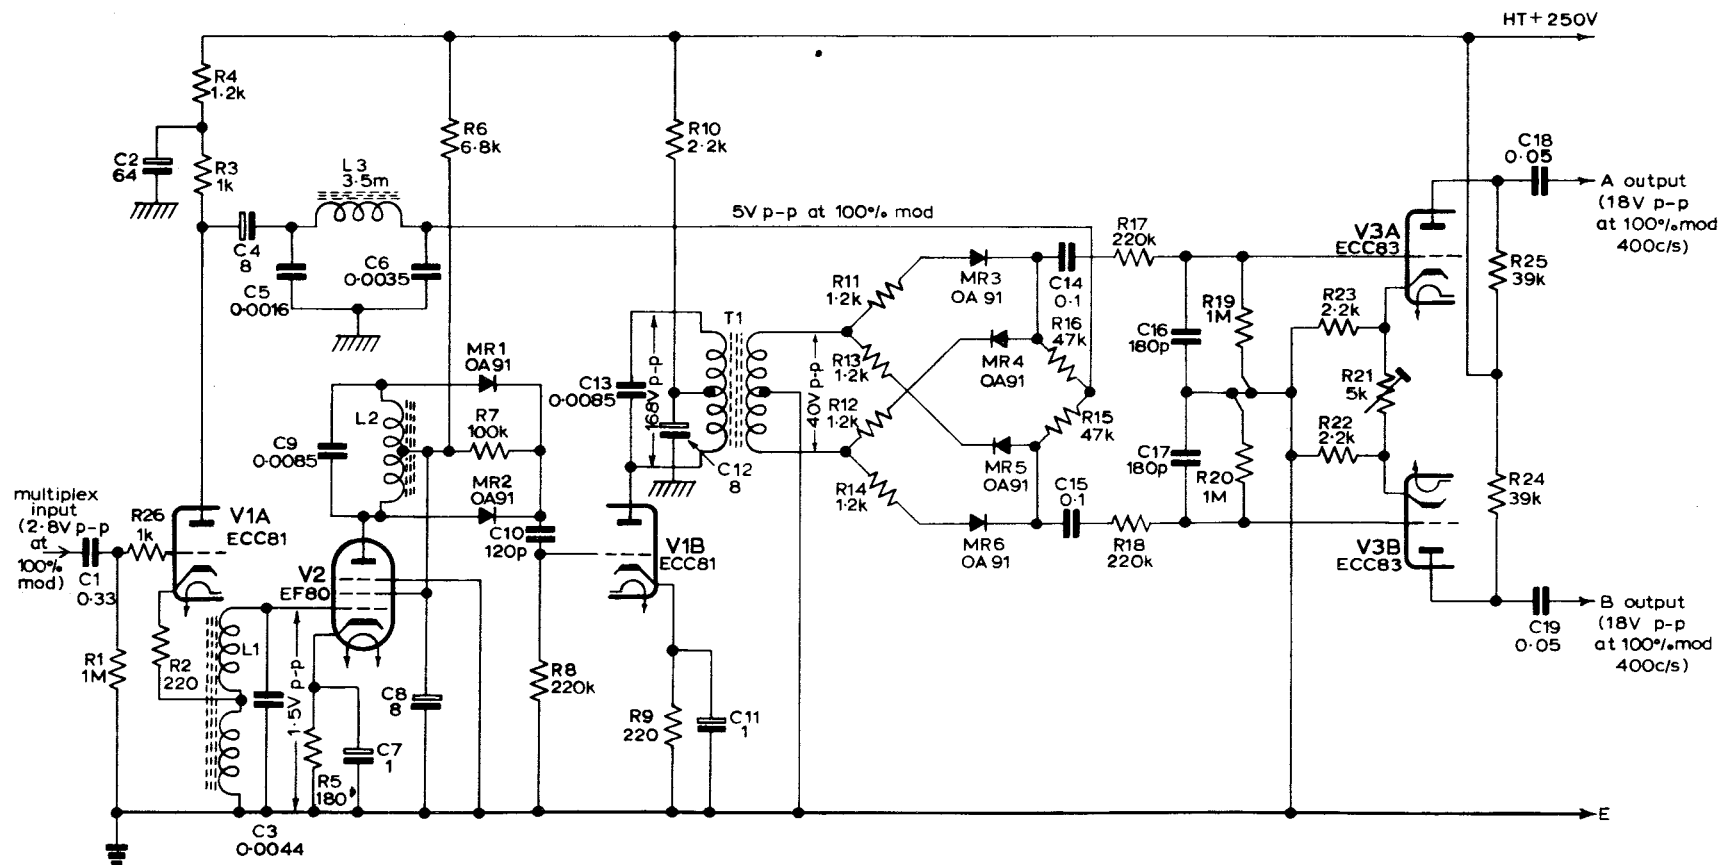 HT+250V
R4
1.2k
C2
64
R3
1k
L3
3.5m
R6
6.8k
R10
2.2k
C4
8
C5
0.0016
C6
0.0035
5V p-p at 100% mod
R17
220k
C18
0.05
A output
(18V p-p
at 100% mod
400c/s)
V3A
ECC83
R25
39k
MR3
OA91
C14
0.1
R11
1.2k
T1
R16
47k
R19
1M
R23
2.2k
C16
180p
MR1
OA91
C13
0.0085
168V p-p
40V p-p
R13
1.2k
MR4
OA91
R21
5k
L2
C9
0.0085
R7
100k
R12
1.2k
R15
47k
R22
2.2k
MR2
OA91
C12
8
MR5
OA91
C17
180p
R20
1M
R24
39k
multiplex
input
(2.8V p-p
at
100%
mod)
R26
1k
V1A
ECC81
C10
120p
R14
1.2k
C15
0.1
C1
0.33
V2
EF80
V1B
ECC81
MR6
OA91
R18
220k
V3B
ECC83
C19
0.05
B output
(18V p-p
at 100% mod
400c/s)
R1
1M
R2
220
L1
1.5V p-p
C8
8
R8
220k
R9
220
C11
1
C7
1
R5
180
C3
0.0044
E